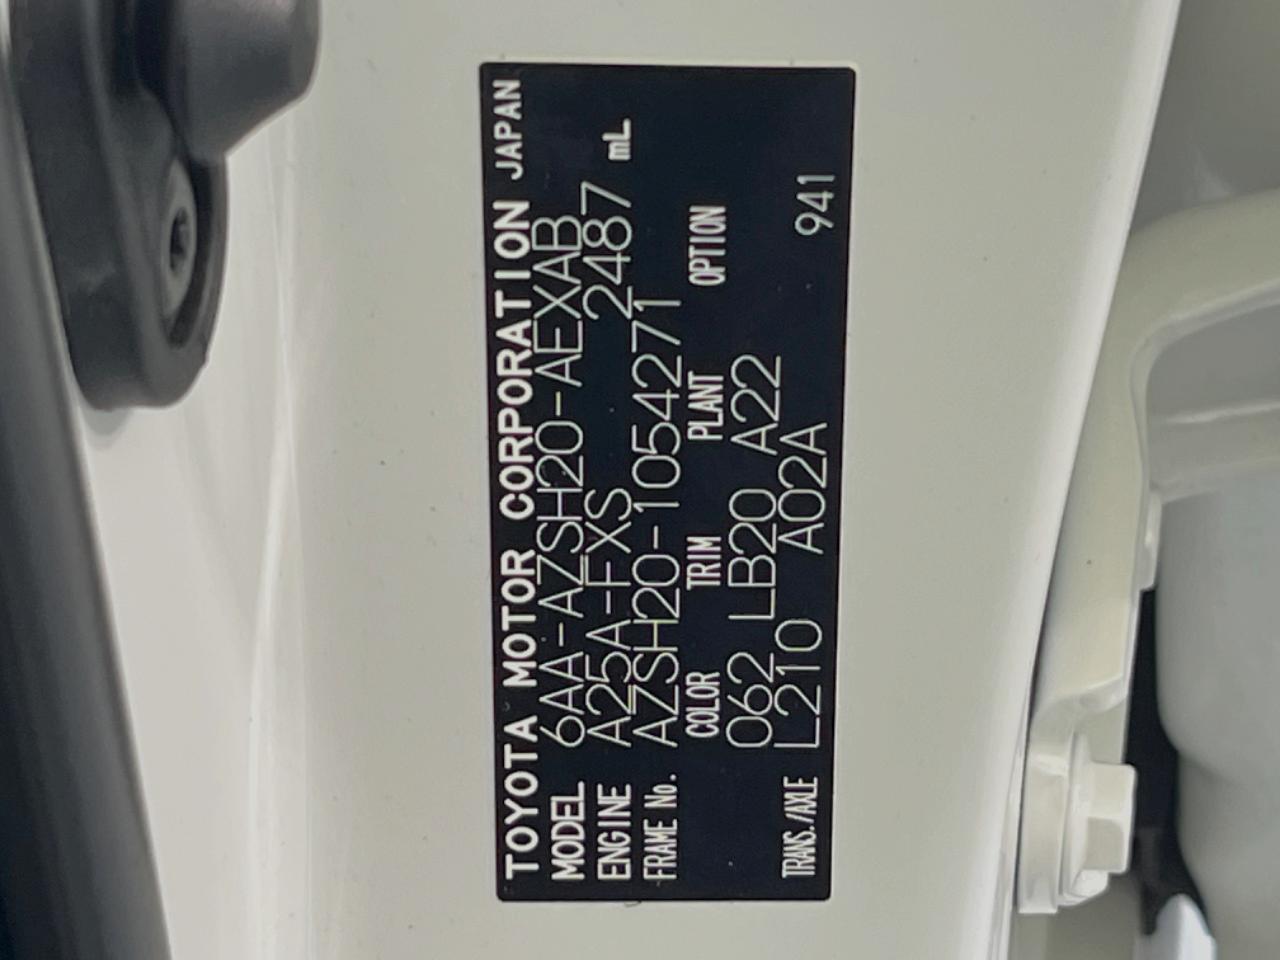 TOYOTA MOTOR CORPORATION JAPAN
MODEL 6AA-AZSH20-AEXAB
ENGINE A25A-FXS 2487 mL
FRAME No. AZSH20-1054271
COLOR TRIM PLANT OPTION
062 LB20 A22
TRANS./AXLE L210 A02A 941